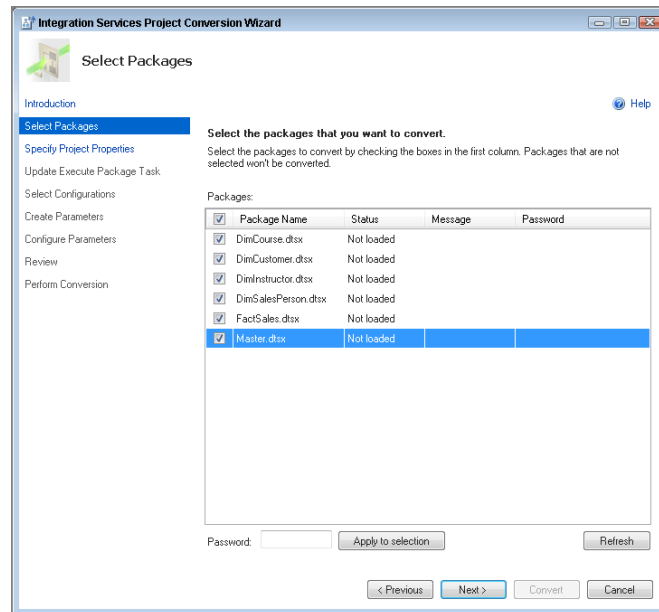 Integration Services Project Conversion Wizard
Select Packages
Introduction
Help
Select Packages
Specify Project Properties
Update Execute Package Task
Select Configurations
Create Parameters
Configure Parameters
Review
Perform Conversion
Select the packages that you want to convert.
Select the packages to convert by checking the boxes in the first column. Packages that are not
selected won't be converted.
Packages:
Package Name Status Message Password
DimCourse.dtsx Not loaded
DimCustomer.dtsx Not loaded
DimInstructor.dtsx Not loaded
DimSalesPerson.dtsx Not loaded
FactSales.dtsx Not loaded
Master.dtsx Not loaded
Password: Apply to selection Refresh
< Previous Next > Convert Cancel